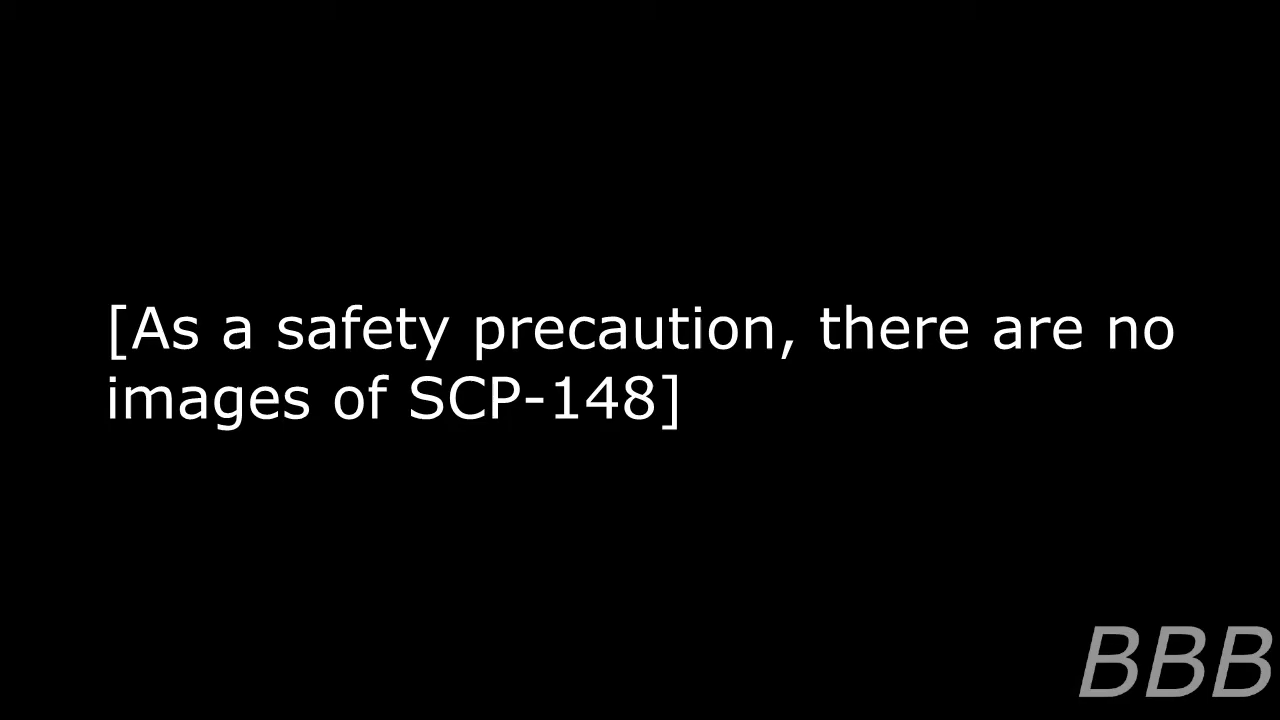 [As a safety precaution, there are no
images of SCP-148]
BBB